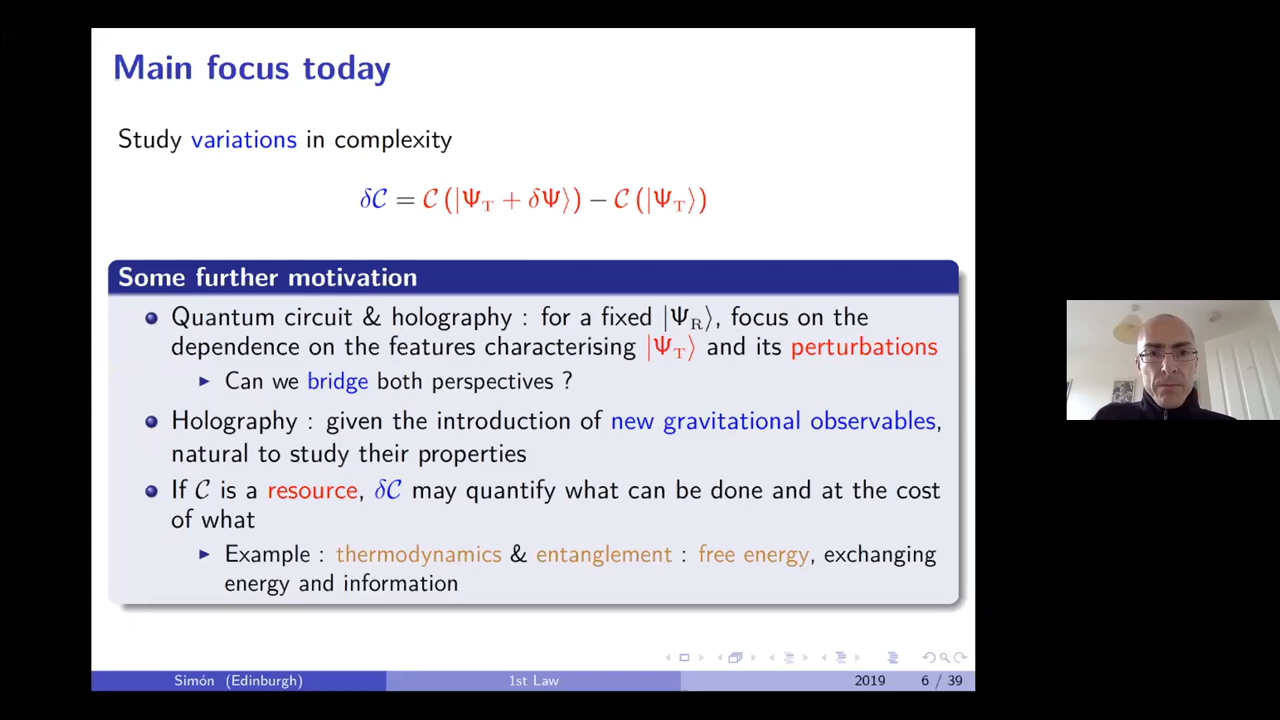 Main focus today
Study variations in complexity
δ𝒞 = 𝒞 (|Ψ_T + δΨ⟩) − 𝒞 (|Ψ_T⟩)
Some further motivation
Quantum circuit & holography : for a fixed |Ψ_R⟩, focus on the
dependence on the features characterising |Ψ_T⟩ and its perturbations
Can we bridge both perspectives ?
Holography : given the introduction of new gravitational observables,
natural to study their properties
If 𝒞 is a resource, δ𝒞 may quantify what can be done and at the cost
of what
Example : thermodynamics & entanglement : free energy, exchanging
energy and information
Simón (Edinburgh) 1st Law 2019 6 / 39